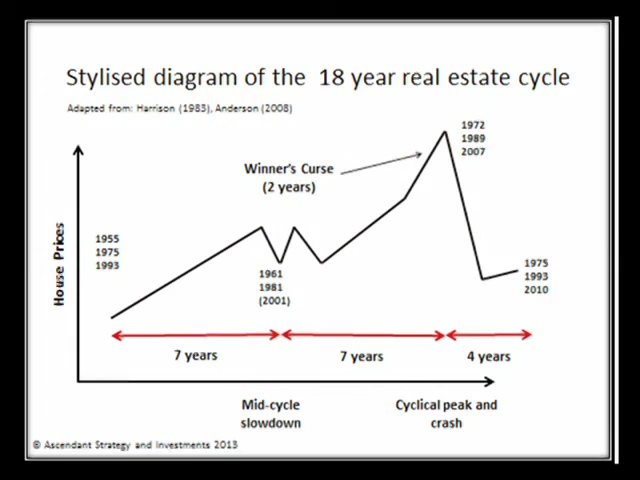 Stylised diagram of the 18 year real estate cycle
Adapted from: Harrison (1983), Anderson (2008)
1972
1989
2007
Winner's Curse
(2 years)
House Prices
1955
1975
1993
1961
1981
(2001)
1975
1993
2010
7 years
7 years
4 years
Mid-cycle
slowdown
Cyclical peak and
crash
© Ascendant Strategy and Investments 2013